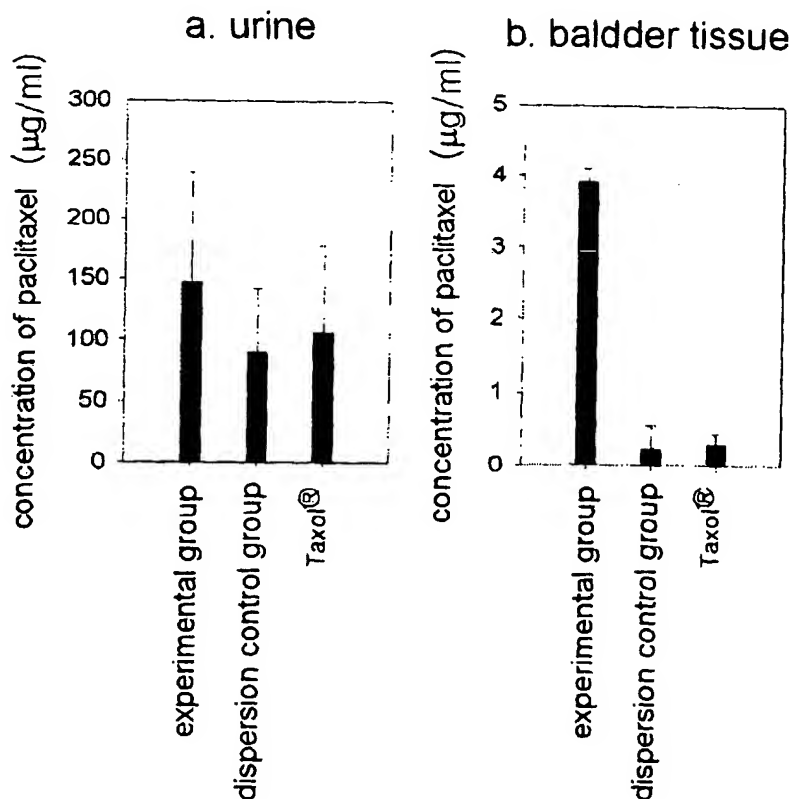 a. urine
concentration of paclitaxel (µg/ml)
300
250
200
150
100
50
0
experimental group
dispersion control group
Taxol®
b. baldder tissue
concentration of paclitaxel (µg/ml)
5
4
3
2
1
0
experimental group
dispersion control group
Taxol®